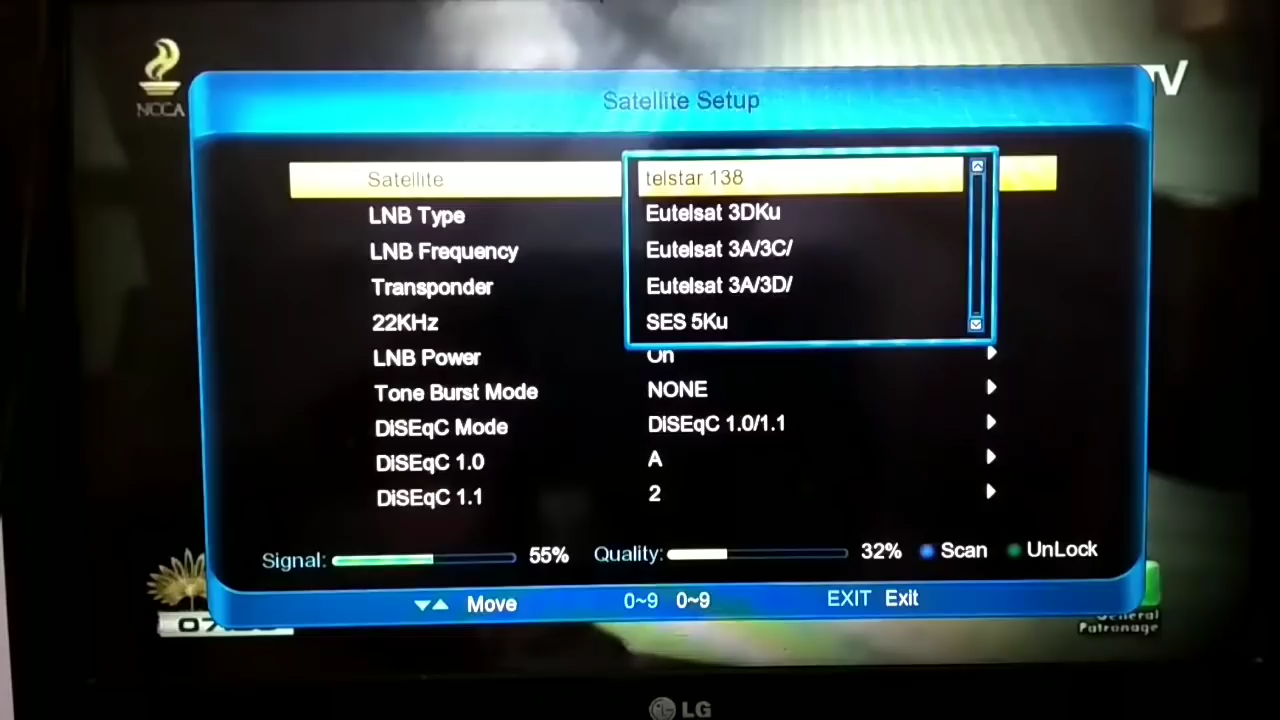 NCCA
TV
Satellite Setup
Satellite
telstar 138
LNB Type
Eutelsat 3DKu
LNB Frequency
Eutelsat 3A/3C/
Transponder
Eutelsat 3A/3D/
22KHz
SES 5Ku
LNB Power On
Tone Burst Mode NONE
DiSEqC Mode DiSEqC 1.0/1.1
DiSEqC 1.0 A
DiSEqC 1.1 2
Signal: 55% Quality: 32% Scan UnLock
Move 0~9 0~9 EXIT Exit
General
Patronage
LG